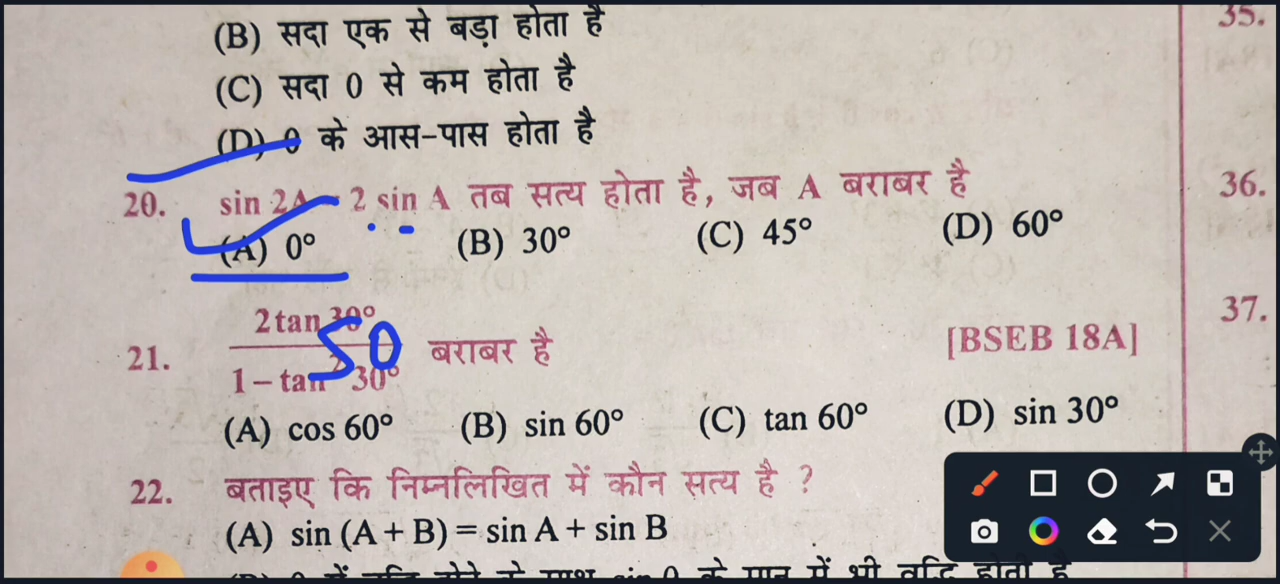 (B) सदा एक से बड़ा होता है
35.
(C) सदा 0 से कम होता है
(D) θ के आस-पास होता है
20. sin 2A 2 sin A तब सत्य होता है, जब A बराबर है
36.
(A) 0° (B) 30° (C) 45° (D) 60°
37.
21. 2 tan 30° / 1 – tan² 30° बराबर है [BSEB 18A]
50
(A) cos 60° (B) sin 60° (C) tan 60° (D) sin 30°
22. बताइए कि निम्नलिखित में कौन सत्य है ?
(A) sin (A + B) = sin A + sin B